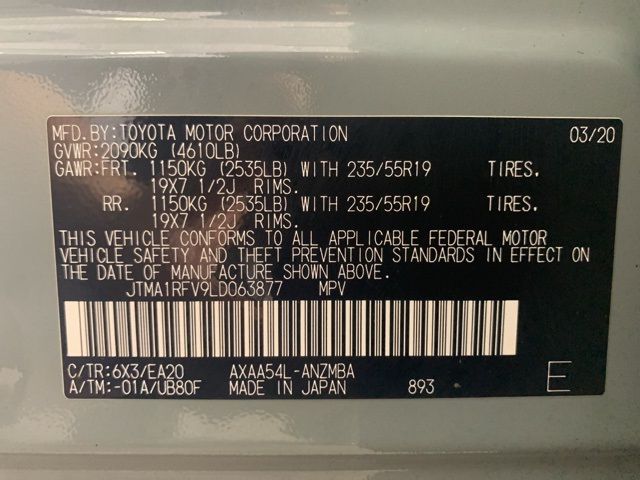 MFD.BY:TOYOTA MOTOR CORPORATION 03/20
GVWR:2090KG (4610LB)
GAWR:FRT. 1150KG (2535LB) WITH 235/55R19 TIRES.
19X7 1/2J RIMS.
RR. 1150KG (2535LB) WITH 235/55R19 TIRES.
19X7 1/2J RIMS.
THIS VEHICLE CONFORMS TO ALL APPLICABLE FEDERAL MOTOR
VEHICLE SAFETY AND THEFT PREVENTION STANDARDS IN EFFECT
ON THE DATE OF MANUFACTURE SHOWN ABOVE.
JTMA1RFV9LD063877 MPV
C/TR:6X3/EA20 AXAA54L-ANZMBA
A/TM:-01A/UB80F MADE IN JAPAN 893 E